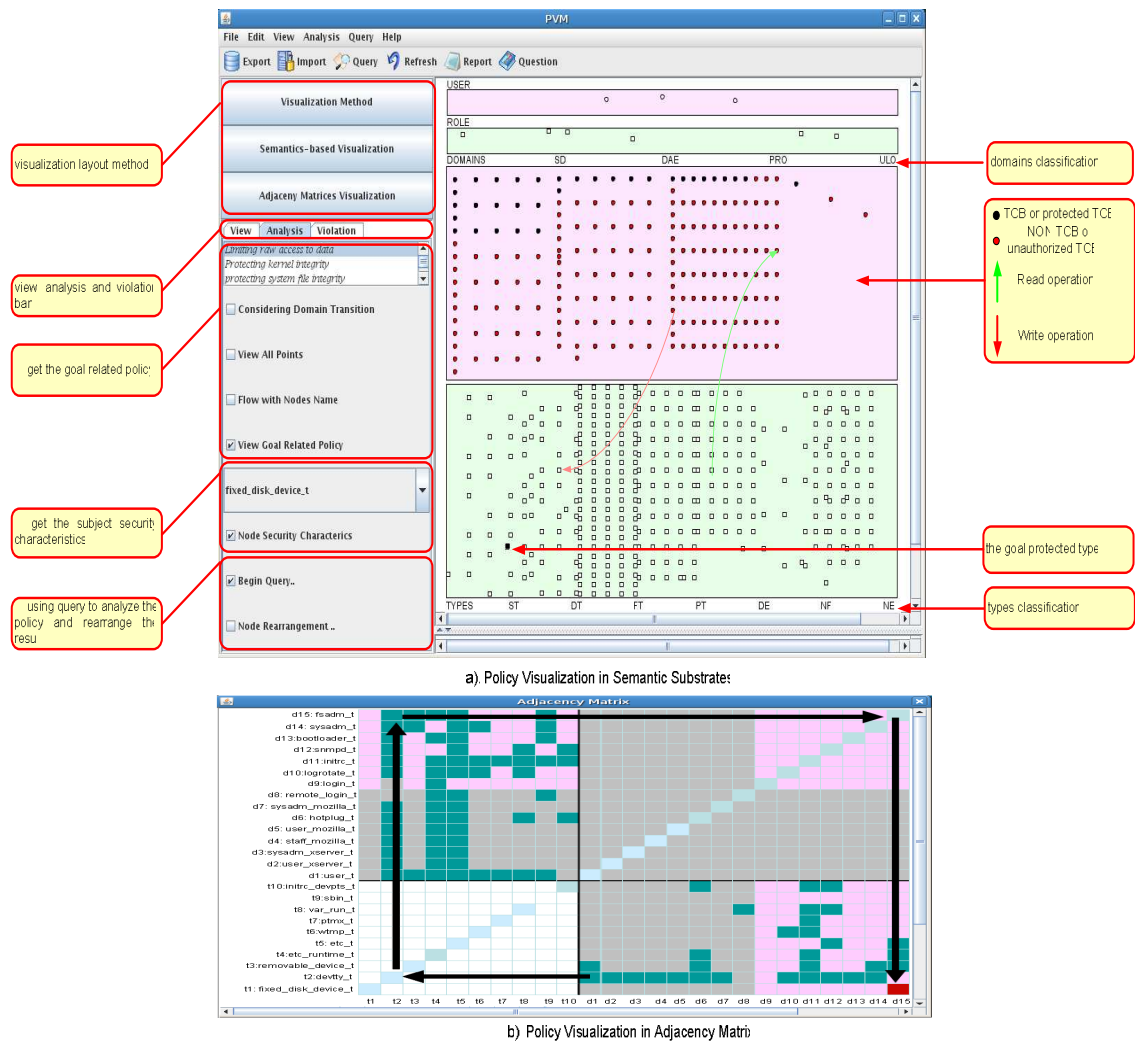 PVM
File Edit View Analysis Query Help
Export Import Query Refresh Report Question
Visualization Method
Semantics-based Visualization
Adjaceny Matrices Visualization
View Analysis Violation
Limiting raw access to data
Protecting kernel integrity
protecting system file integrity
Considering Domain Transition
View All Points
Flow with Nodes Name
View Goal Related Policy
fixed_disk_device_t
Node Security Characterics
Begin Query..
Node Rearrangement ..
visualization layout method
view analysis and violation
bar
get the goal related policy
get the subject security
characteristics
using query to analyze the
policy and rearrange the
resu
USER
ROLE
DOMAINS SD DAE PRO ULO
TYPES ST DT FT PT DE NF NE
domains classification
TCB or protected TCB
NON TCB o
unauthorized TCB
Read operation
Write operation
the goal protected type
types classification
a). Policy Visualization in Semantic Substrates
Adjacency Matrix
d15: fsadm_t
d14: sysadm_t
d13:bootloader_t
d12:snmpd_t
d11:initrc_t
d10:logrotate_t
d9:login_t
d8: remote_login_t
d7: sysadm_mozilla_t
d6: hotplug_t
d5: user_mozilla_t
d4: staff_mozilla_t
d3:sysadm_xserver_t
d2:user_xserver_t
d1:user_t
t10:initrc_devpts_t
t9:sbin_t
t8: var_run_t
t7:ptmx_t
t6:wtmp_t
t5: etc_t
t4:etc_runtime_t
t3:removable_device_t
t2:devtty_t
t1: fixed_disk_device_t
t1 t2 t3 t4 t5 t6 t7 t8 t9 t10 d1 d2 d3 d4 d5 d6 d7 d8 d9 d10 d11 d12 d13 d14 d15
b) Policy Visualization in Adjacency Matrix